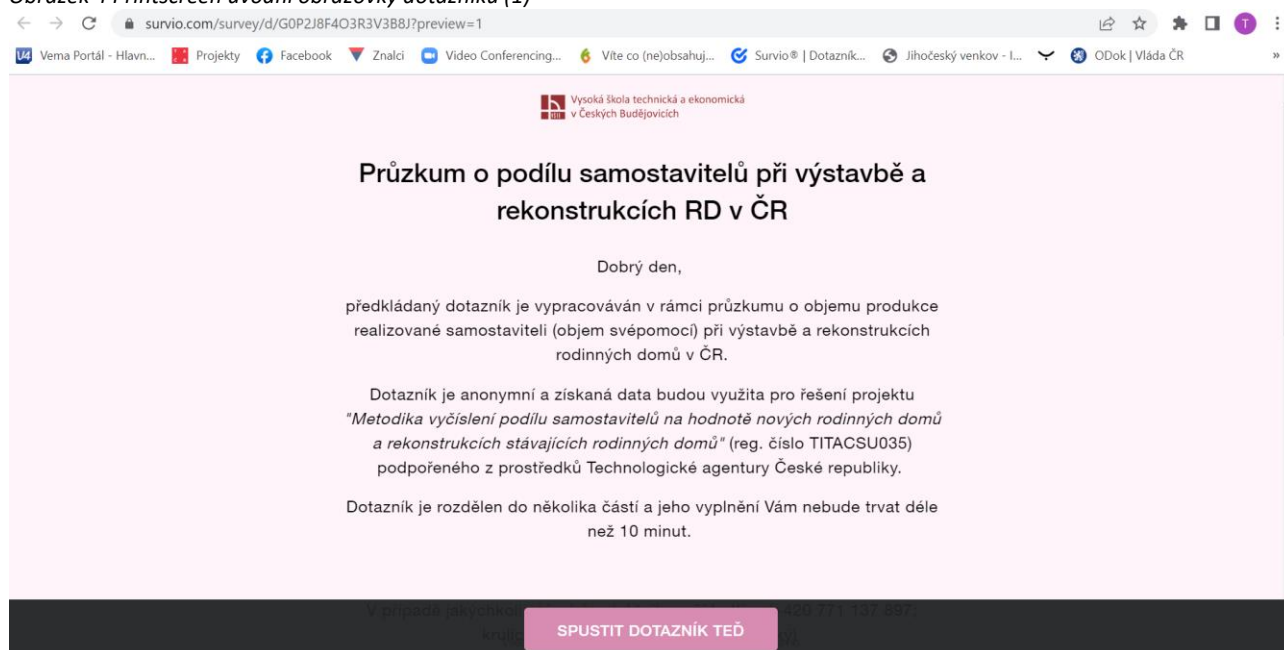 survio.com/survey/d/G0P2J8F4O3R3V3B8J?preview=1
T
Vema Portál - Hlavn... Projekty Facebook Znalci Video Conferencing... Víte co (ne)obsahuj... Survio® | Dotazník... Jihočeský venkov - I... ODok | Vláda ČR »
Vysoká škola technická a ekonomická
v Českých Budějovicích
Průzkum o podílu samostavitelů při výstavbě a
rekonstrukcích RD v ČR
Dobrý den,
předkládaný dotazník je vypracováván v rámci průzkumu o objemu produkce
realizované samostaviteli (objem svépomocí) při výstavbě a rekonstrukcích
rodinných domů v ČR.
Dotazník je anonymní a získaná data budou využita pro řešení projektu
"Metodika vyčíslení podílu samostavitelů na hodnotě nových rodinných domů
a rekonstrukcích stávajících rodinných domů" (reg. číslo TITACSU035)
podpořeného z prostředků Technologické agentury České republiky.
Dotazník je rozdělen do několika částí a jeho vyplnění Vám nebude trvat déle
než 10 minut.
V případě
SPUSTIT DOTAZNÍK TEĎ